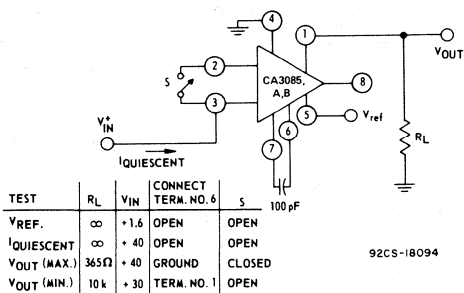 4
1
VOUT
2
S
CA3085,
A,B
8
3
5
Vref
V+IN
6
IQUIESCENT
7
RL
100 pF
TEST RL VIN CONNECT TERM. NO. 6 S
VREF. ∞ +1.6 OPEN OPEN
IQUIESCENT ∞ +40 OPEN OPEN
VOUT (MAX.) 365Ω +40 GROUND CLOSED
VOUT (MIN.) 10 k +30 TERM. NO. 1 OPEN
92CS-18094